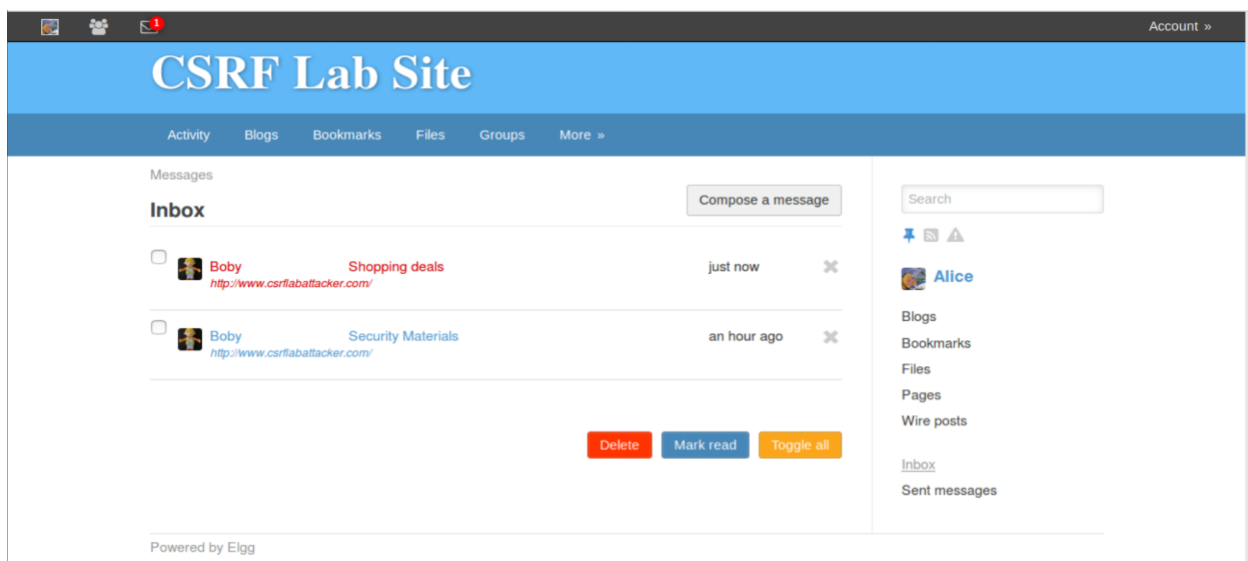 1
Account »
CSRF Lab Site
Activity Blogs Bookmarks Files Groups More »
Messages
Inbox
Compose a message
Boby Shopping deals just now
http://www.csrflabattacker.com/
Boby Security Materials an hour ago
http://www.csrflabattacker.com/
Delete Mark read Toggle all
Search
Alice
Blogs
Bookmarks
Files
Pages
Wire posts
Inbox
Sent messages
Powered by Elgg